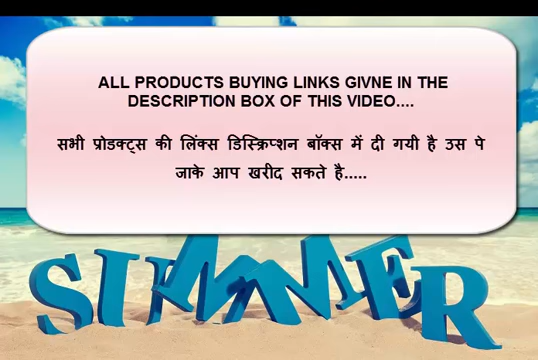 ALL PRODUCTS BUYING LINKS GIVNE IN THE
DESCRIPTION BOX OF THIS VIDEO....
सभी प्रोडक्ट्स की लिंक्स डिस्क्रिप्शन बॉक्स में दी गयी है उस पे
जाके आप खरीद सकते है.....
SUMMER